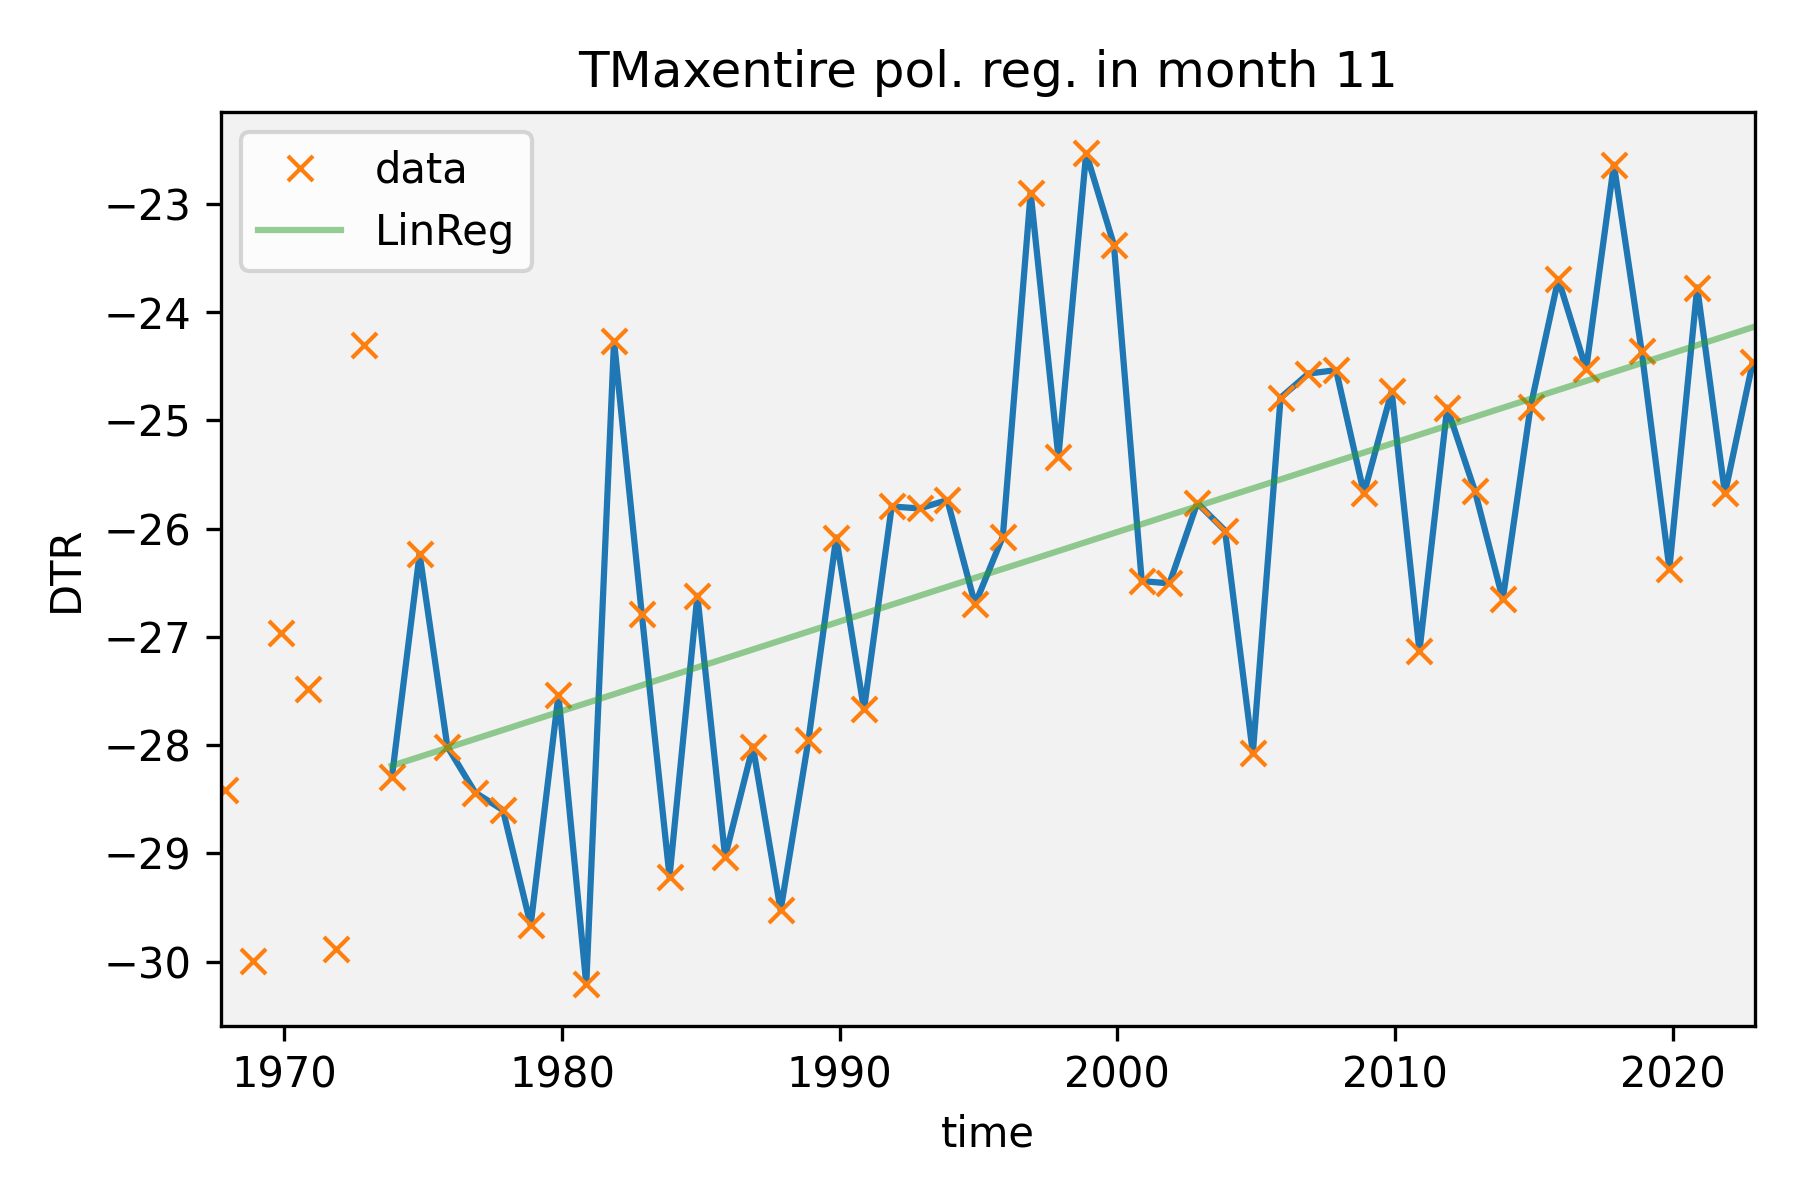 TMaxentire pol. reg. in month 11
data
LinReg
−23
−24
−25
−26
−27
−28
−29
−30
DTR
1970 1980 1990 2000 2010 2020
time